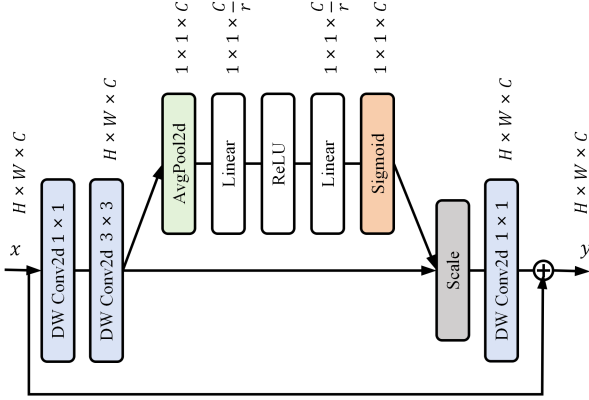 x
H × W × C
DW Conv2d 1 × 1
DW Conv2d 3 × 3
H × W × C
AvgPool2d
1 × 1 × C
Linear
1 × 1 × C/r
ReLU
Linear
1 × 1 × C/r
Sigmoid
1 × 1 × C
Scale
DW Conv2d 1 × 1
H × W × C
+
H × W × C
y